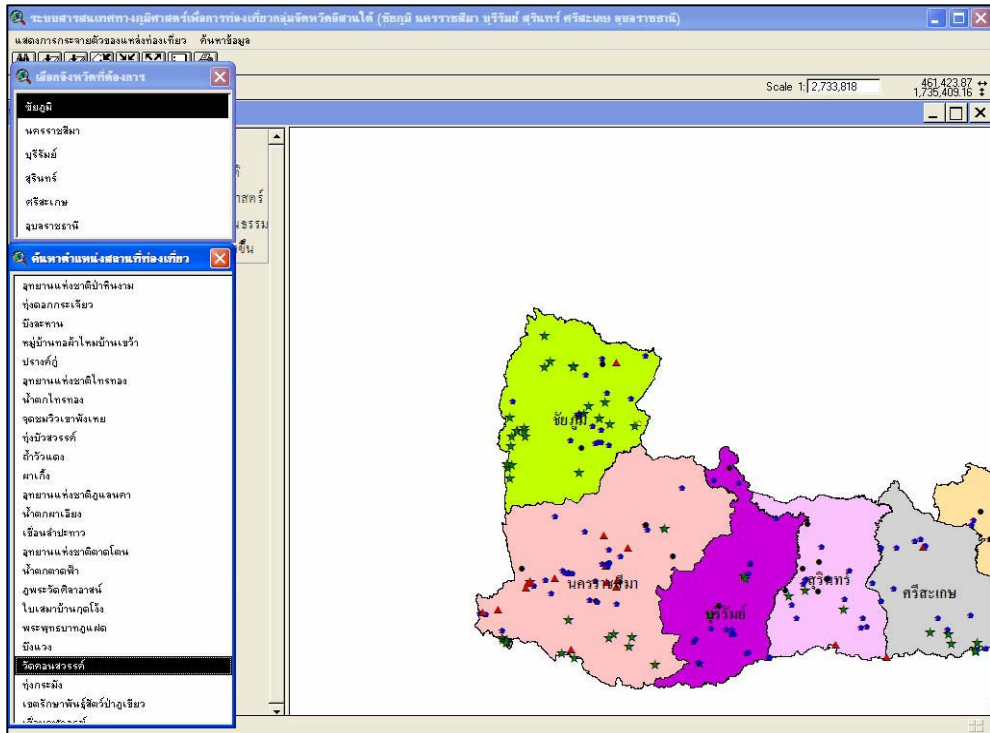 ระบบสารสนเทศทางภูมิศาสตร์เพื่อการท่องเที่ยวกลุ่มจังหวัดอีสานใต้ (ชัยภูมิ นครราชสีมา บุรีรัมย์ สุรินทร์ ศรีสะเกษ อุบลราชธานี)
แสดงการกระจายตัวของแหล่งท่องเที่ยว ค้นหาข้อมูล
Scale 1: 2,733,818
461,423.87
1,735,409.16
เลือกจังหวัดที่ต้องการ
ชัยภูมิ
นครราชสีมา
บุรีรัมย์
สุรินทร์
ศรีสะเกษ
อุบลราชธานี
ค้นหาตำแหน่งสถานที่ท่องเที่ยว
อุทยานแห่งชาติป่าหินงาม
ทุ่งดอกกระเจียว
บึงละหาน
หมู่บ้านทอผ้าไหมบ้านเขว้า
ปรางค์กู่
อุทยานแห่งชาติไทรทอง
น้ำตกไทรทอง
จุดชมวิวเขาพังเหย
ทุ่งบัวสวรรค์
ถ้ำวัวแดง
ผาเกิ้ง
อุทยานแห่งชาติภูแลนคา
น้ำตกผาเอียง
เขื่อนลำปะทาว
อุทยานแห่งชาติตาดโตน
น้ำตกตาดฟ้า
ภูพระวัดศิลาอาสน์
ใบเสมาบ้านกุดโง้ง
พระพุทธบาทภูแฝด
บึงแวง
วัดคอนสวรรค์
ทุ่งกระมัง
เขตรักษาพันธุ์สัตว์ป่าภูเขียว
ชัยภูมิ
นครราชสีมา
บุรีรัมย์
สุรินทร์
ศรีสะเกษ